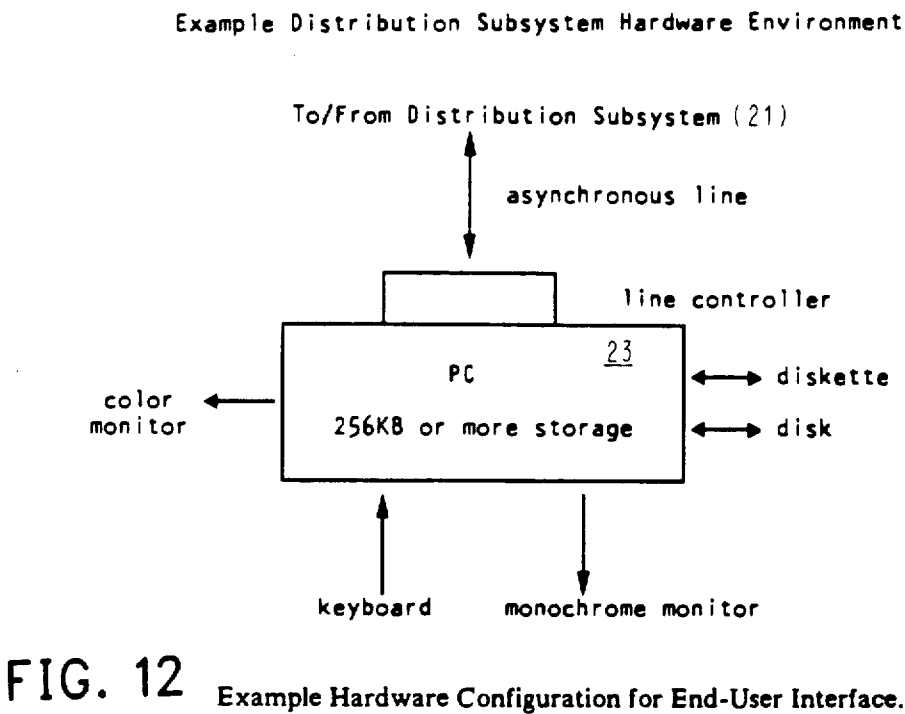 Example Distribution Subsystem Hardware Environment
To/From Distribution Subsystem (21)
asynchronous line
line controller
23
PC
diskette
color
monitor
256KB or more storage
disk
keyboard
monochrome monitor
FIG. 12
Example Hardware Configuration for End-User Interface.